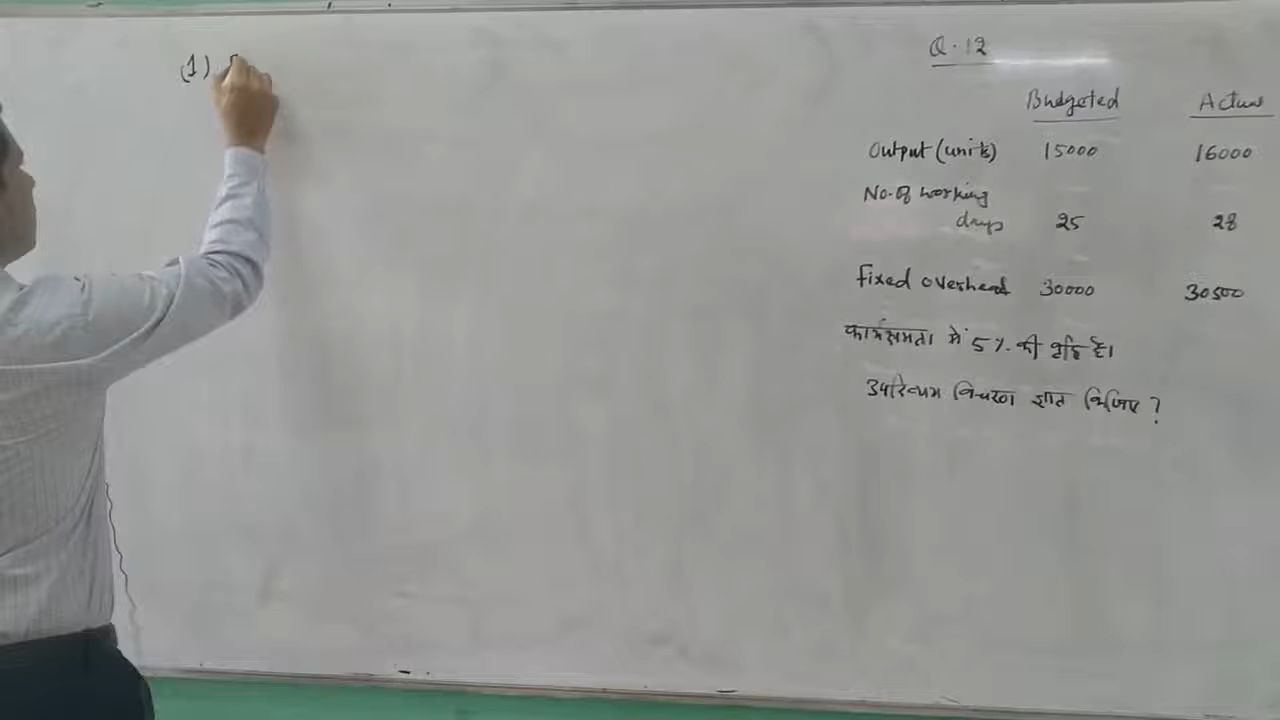 (1)
Q. 12
Budgeted Actual
Output (units) 15000 16000
No. of working
days 25 28
Fixed overhead 30000 30500
कार्यक्षमता में 5%. की वृद्धि है।
उपरिव्यय विचरण ज्ञात किजिए ?